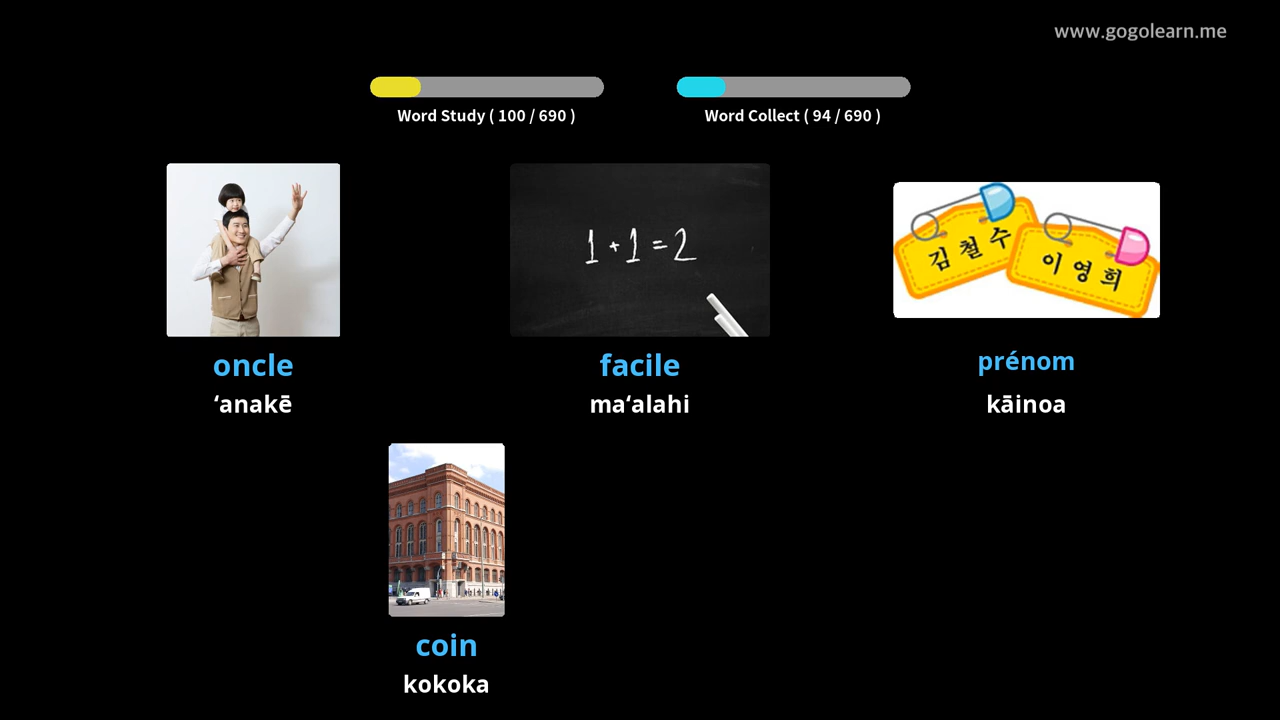 www.gogolearn.me
Word Study ( 100 / 690 )
Word Collect ( 94 / 690 )
1+1=2
김철수
이영희
oncle
facile
prénom
ʻanakē
maʻalahi
kāinoa
coin
kokoka